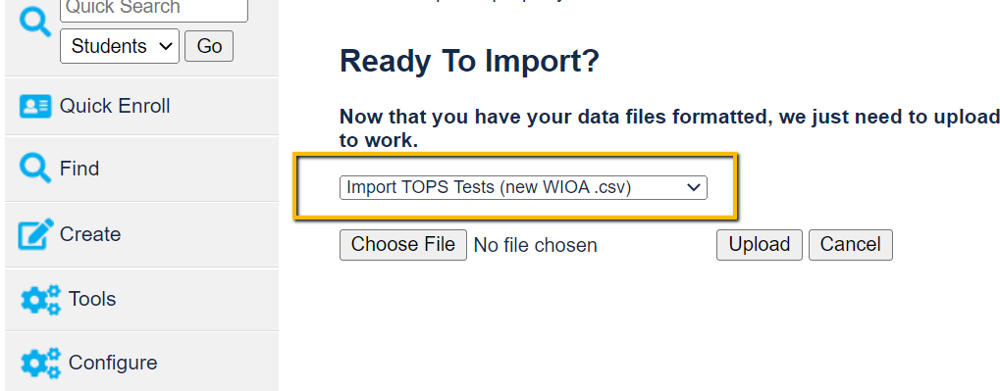 Quick Search
Students
Go
Quick Enroll
Find
Create
Tools
Configure
Ready To Import?
Now that you have your data files formatted, we just need to upload
to work.
Import TOPS Tests (new WIOA .csv)
Choose File No file chosen
Upload
Cancel